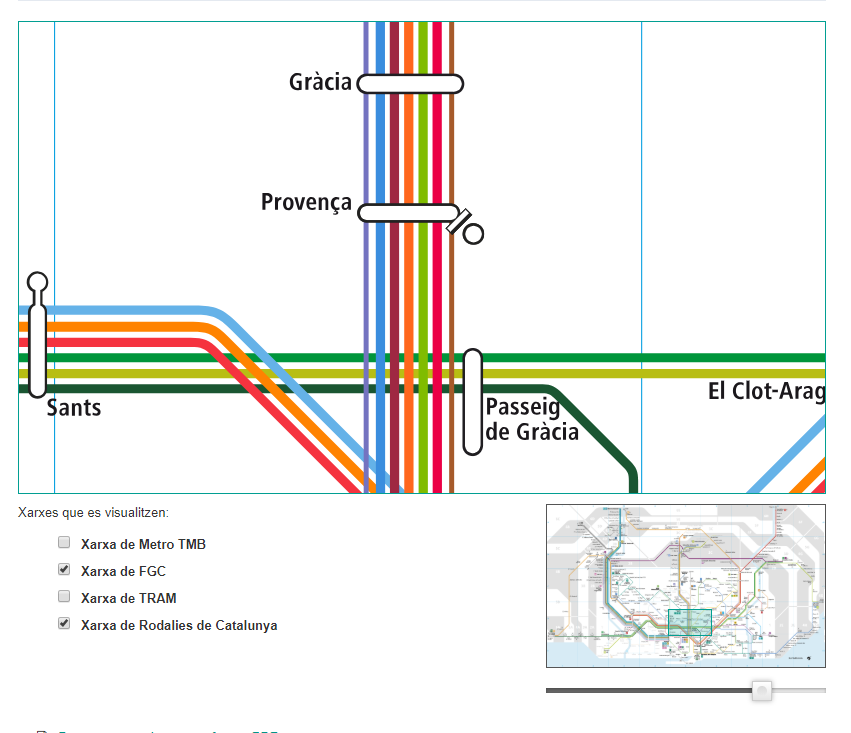 Gràcia
Provença
Sants
Passeig
de Gràcia
El Clot-Arag
Xarxes que es visualitzen:
Xarxa de Metro TMB
Xarxa de FGC
Xarxa de TRAM
Xarxa de Rodalies de Catalunya